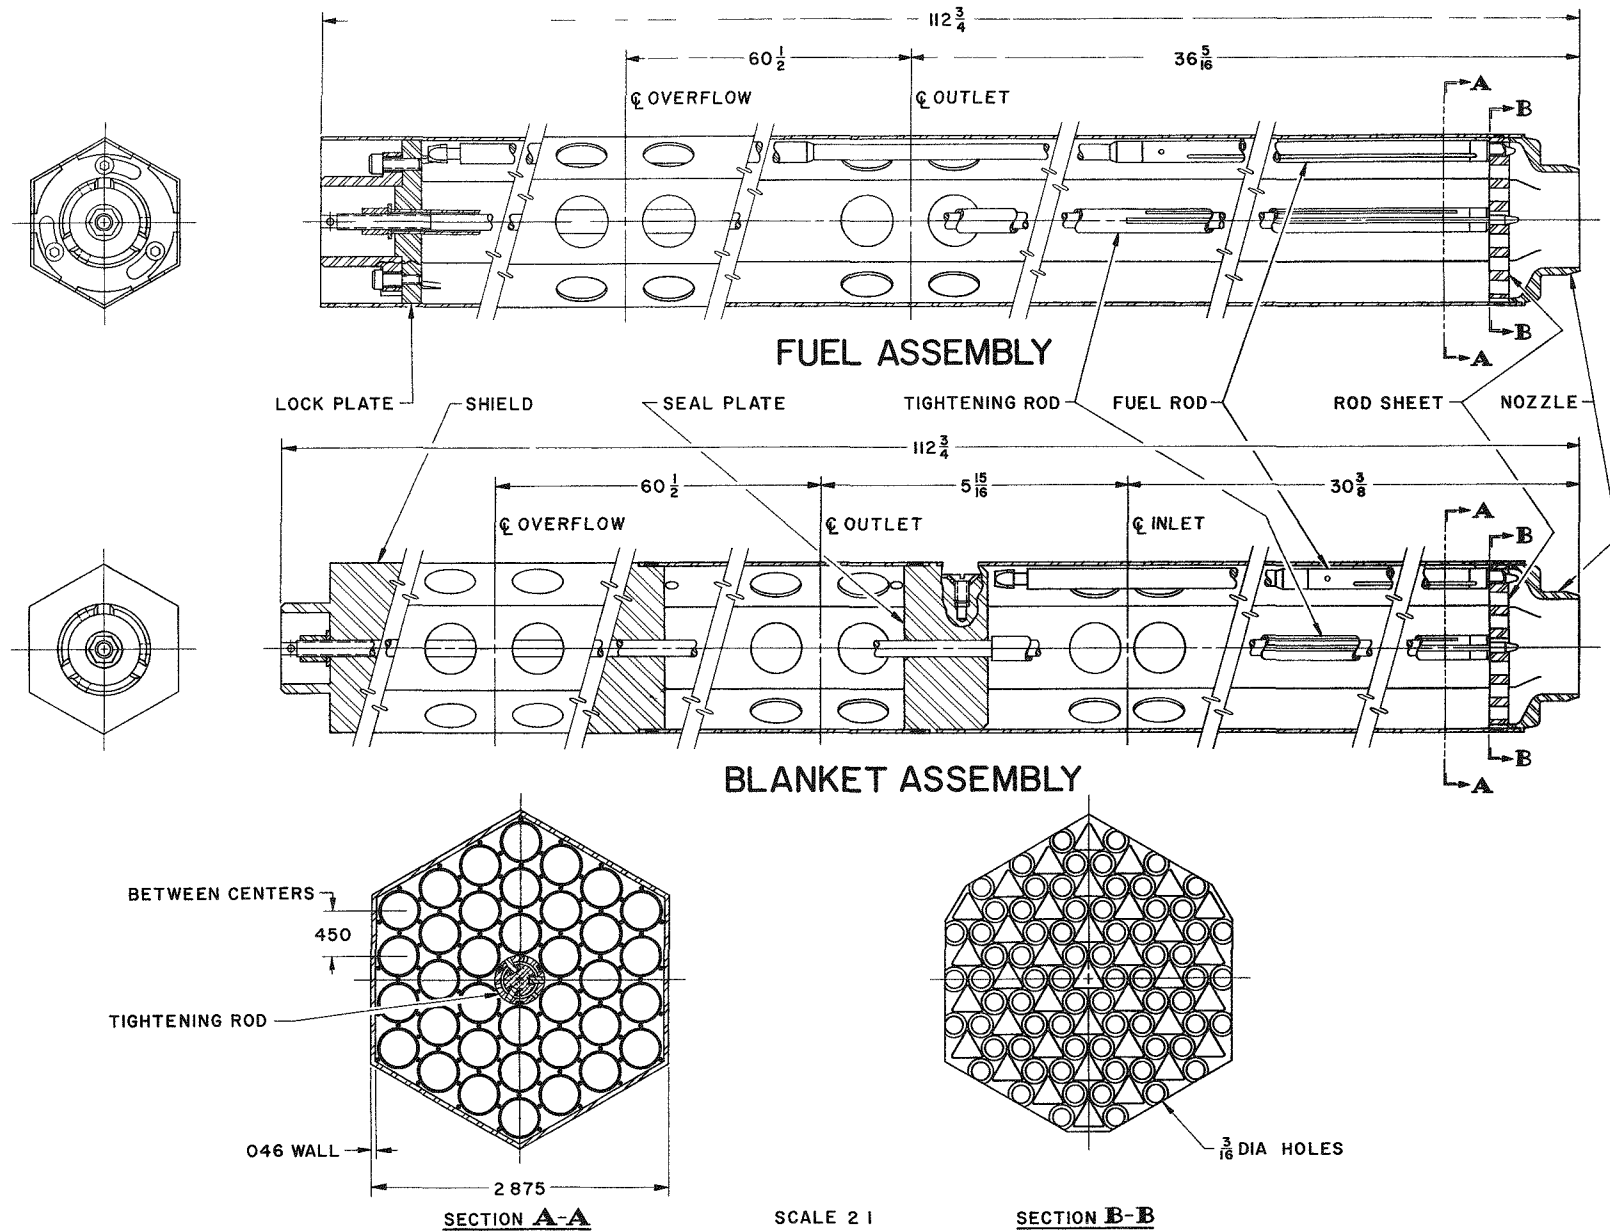 112 3/4
60 1/2
36 5/16
A
B
℄ OVERFLOW
℄ OUTLET
B
FUEL ASSEMBLY
A
LOCK PLATE
SHIELD
SEAL PLATE
TIGHTENING ROD
FUEL ROD
ROD SHEET
NOZZLE
112 3/4
60 1/2
5 15/16
30 3/8
A
℄ OVERFLOW
℄ OUTLET
℄ INLET
B
B
BLANKET ASSEMBLY
A
BETWEEN CENTERS
450
TIGHTENING ROD
046 WALL
3/16 DIA HOLES
2 875
SECTION A-A
SCALE 2 1
SECTION B-B